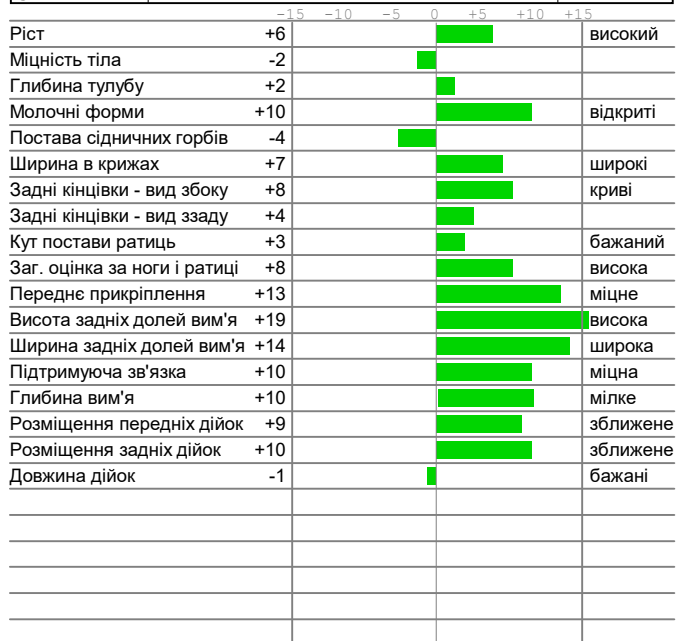 -15 -10 -5 0 +5 +10 +15
Ріст +6 високий
Міцність тіла -2
Глибина тулубу +2
Молочні форми +10 відкриті
Постава сідничних горбів -4
Ширина в крижах +7 широкі
Задні кінцівки - вид збоку +8 криві
Задні кінцівки - вид ззаду +4
Кут постави ратиць +3 бажаний
Заг. оцінка за ноги і ратиці +8 висока
Переднє прикріплення +13 міцне
Висота задніх долей вим'я +19 висока
Ширина задніх долей вим'я +14 широка
Підтримуюча зв'язка +10 міцна
Глибина вим'я +10 мілке
Розміщення передніх дійок +9 зближене
Розміщення задніх дійок +10 зближене
Довжина дійок -1 бажані